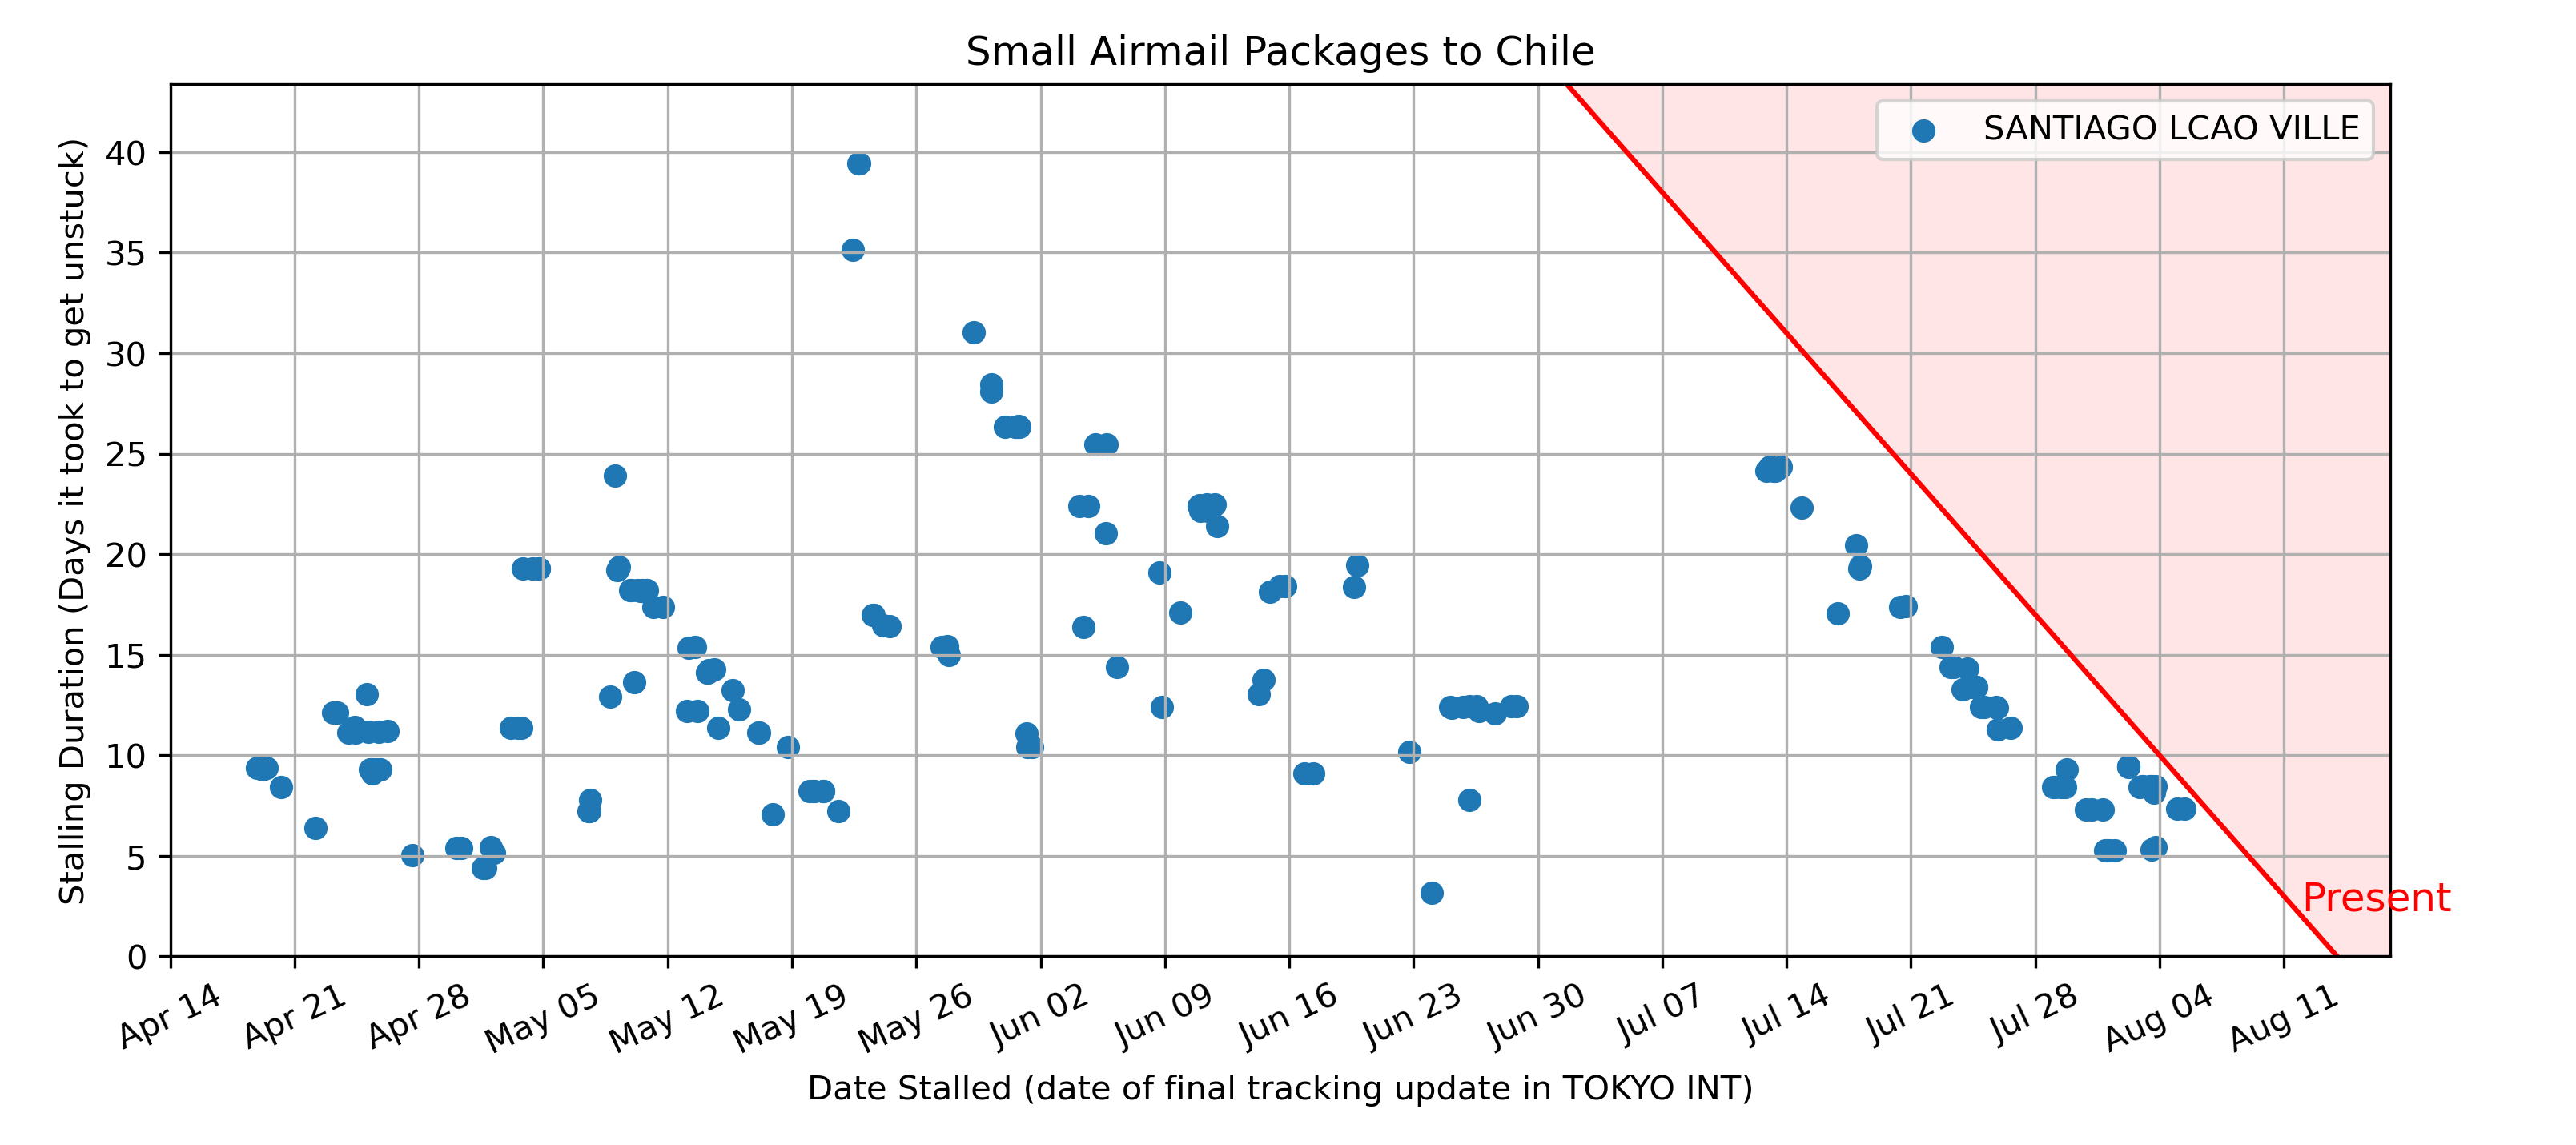 Small Airmail Packages to Chile
SANTIAGO LCAO VILLE
Stalling Duration (Days it took to get unstuck)
40
35
30
25
20
15
10
5
0
Present
Apr 14
Apr 21
Apr 28
May 05
May 12
May 19
May 26
Jun 02
Jun 09
Jun 16
Jun 23
Jun 30
Jul 07
Jul 14
Jul 21
Jul 28
Aug 04
Aug 11
Date Stalled (date of final tracking update in TOKYO INT)